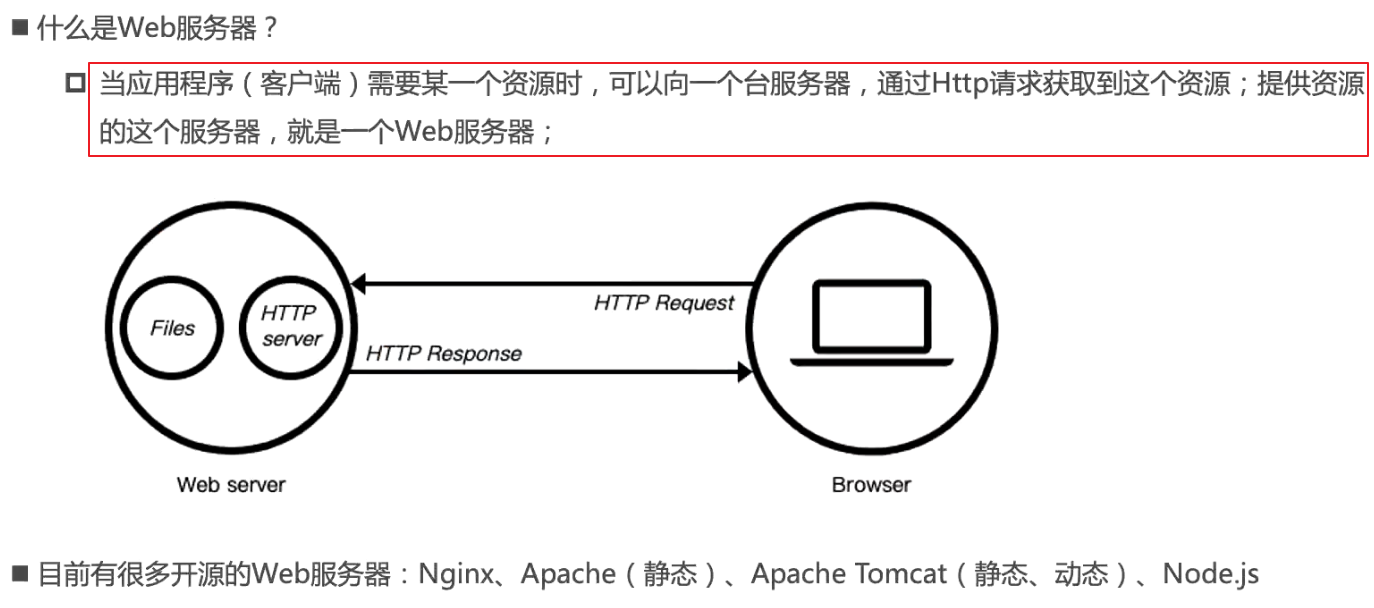 什么是Web服务器？
当应用程序（客户端）需要某一个资源时，可以向一个台服务器，通过Http请求获取到这个资源；提供资源
的这个服务器，就是一个Web服务器；
HTTP Request
Files
HTTP
server
HTTP Response
Web server
Browser
目前有很多开源的Web服务器：Nginx、Apache（静态）、Apache Tomcat（静态、动态）、Node.js